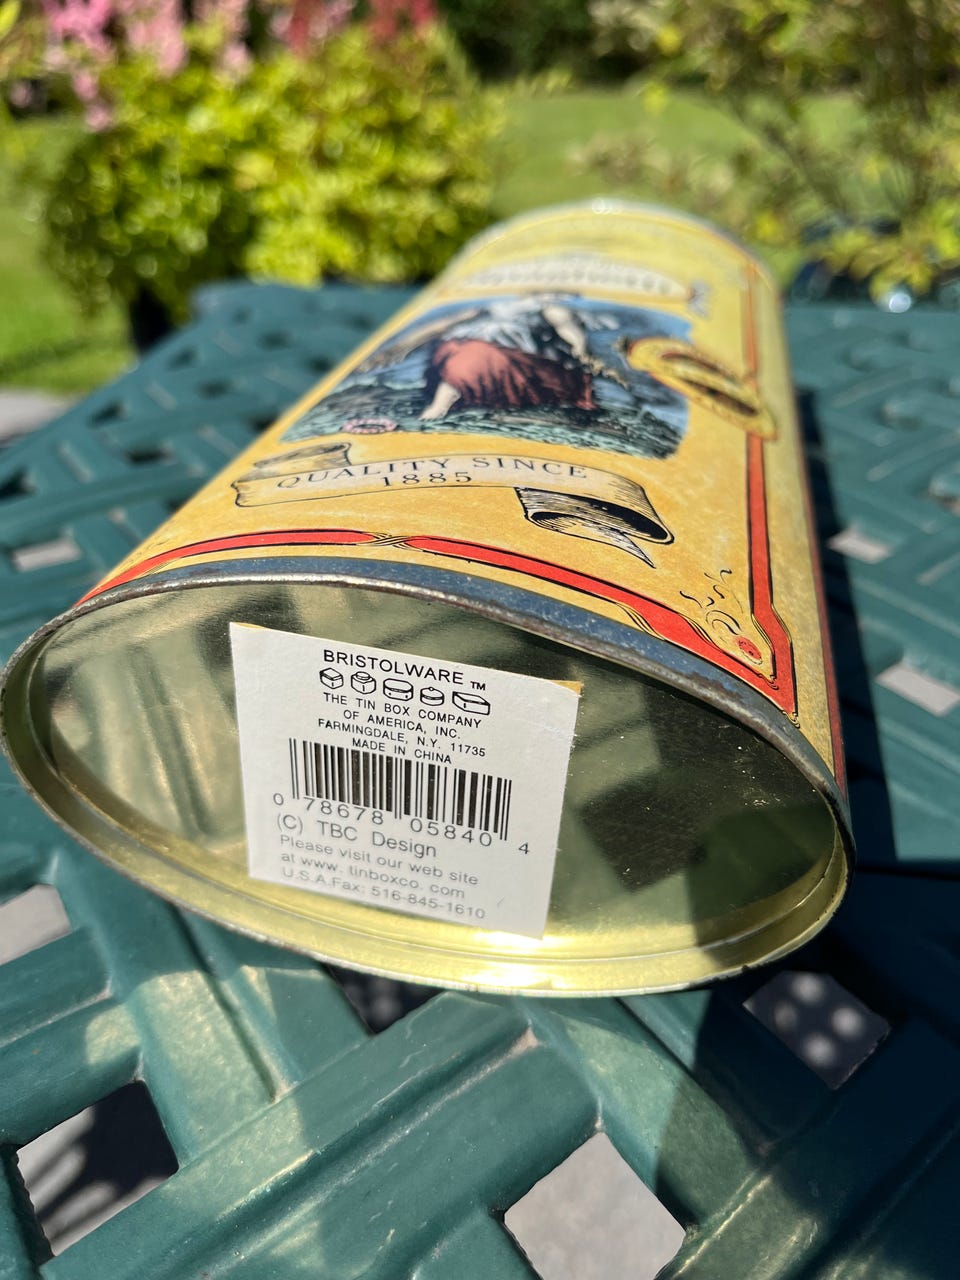 QUALITY SINCE
1885
BRISTOLWARE TM
THE TIN BOX COMPANY
OF AMERICA, INC.
FARMINGDALE, N.Y. 11735
MADE IN CHINA
0 78678 05840 4
(C) TBC Design
Please visit our web site
at www. tinboxco. com
U.S.A.Fax: 516-845-1610